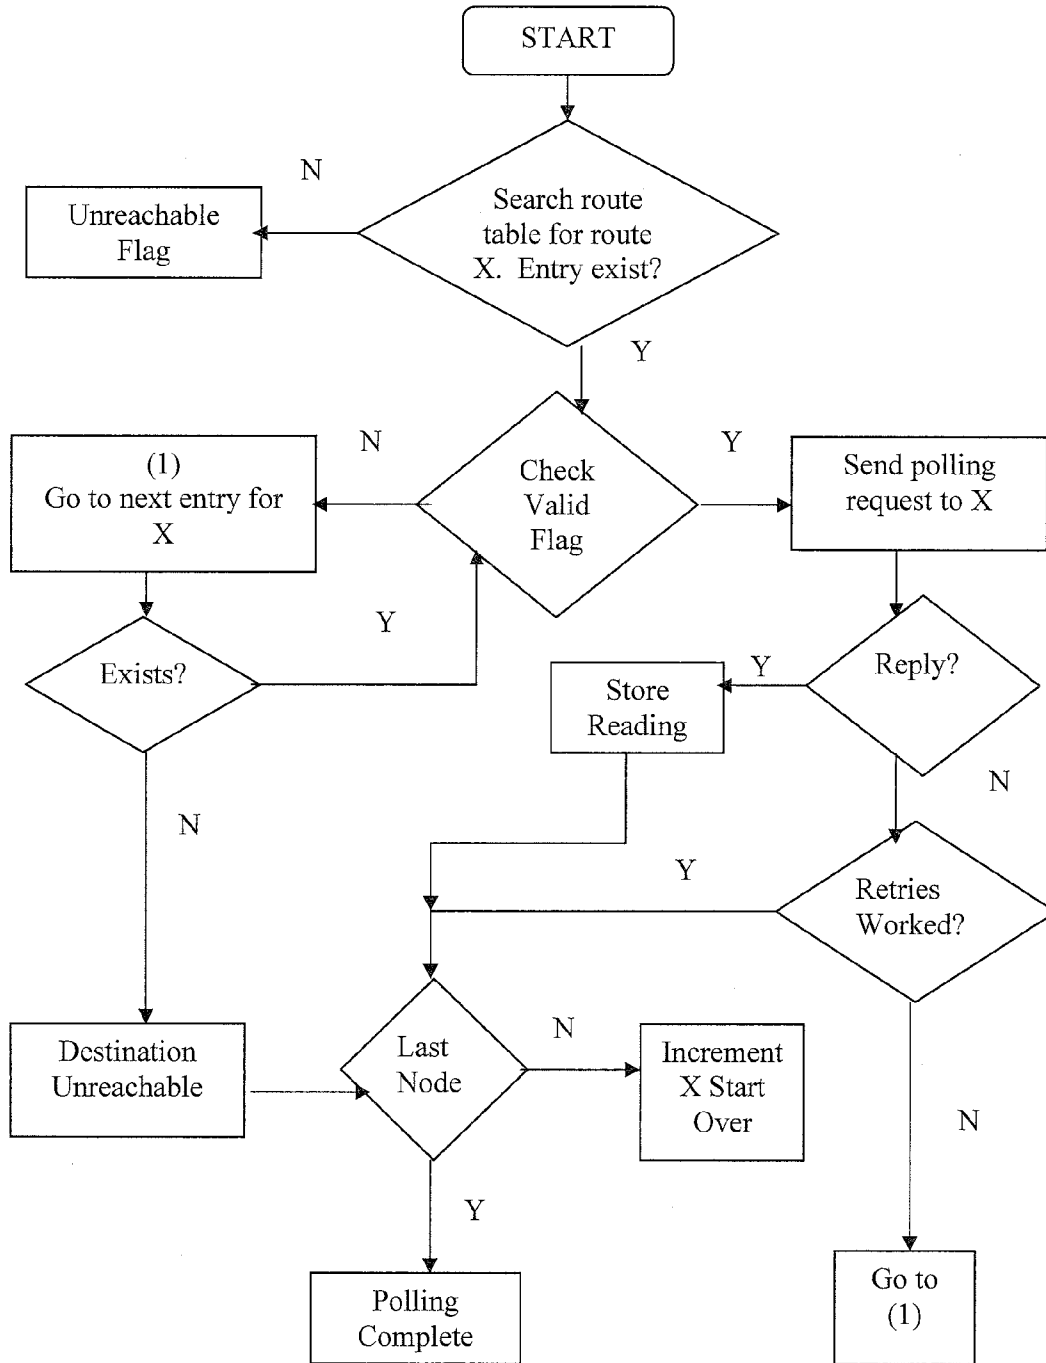 START
N
Unreachable
Flag
Search route
table for route
X. Entry exist?
Y
N
Y
(1)
Go to next entry for
X
Check
Valid
Flag
Send polling
request to X
Y
Exists?
Store
Reading
Y
Reply?
N
N
Y
Retries
Worked?
Destination
Unreachable
Last
Node
N
Increment
X Start
Over
N
Y
Polling
Complete
Go to
(1)